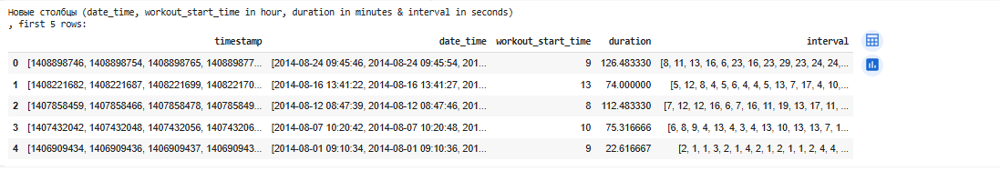 Новые столбцы (date_time, workout_start_time in hour, duration in minutes & interval in seconds)
, first 5 rows:
timestamp date_time workout_start_time duration interval
0 [1408898746, 1408898754, 1408898765, 140889877... [2014-08-24 09:45:46, 2014-08-24 09:45:54, 201... 9 126.483330 [8, 11, 13, 16, 6, 23, 16, 23, 29, 23, 24, 24,...
1 [1408221682, 1408221687, 1408221699, 140822170... [2014-08-16 13:41:22, 2014-08-16 13:41:27, 201... 13 74.000000 [5, 12, 8, 4, 5, 6, 4, 4, 5, 13, 7, 17, 4, 10,...
2 [1407858459, 1407858466, 1407858478, 140785849... [2014-08-12 08:47:39, 2014-08-12 08:47:46, 201... 8 112.483330 [7, 12, 12, 16, 6, 7, 16, 11, 19, 13, 17, 11, ...
3 [1407432042, 1407432048, 1407432056, 140743206... [2014-08-07 10:20:42, 2014-08-07 10:20:48, 201... 10 75.316666 [6, 8, 9, 4, 13, 4, 3, 4, 13, 10, 13, 13, 7, 1...
4 [1406909434, 1406909436, 1406909437, 140690943... [2014-08-01 09:10:34, 2014-08-01 09:10:36, 201... 9 22.616667 [2, 1, 1, 3, 2, 1, 4, 2, 1, 2, 1, 1, 2, 4, 4, ...